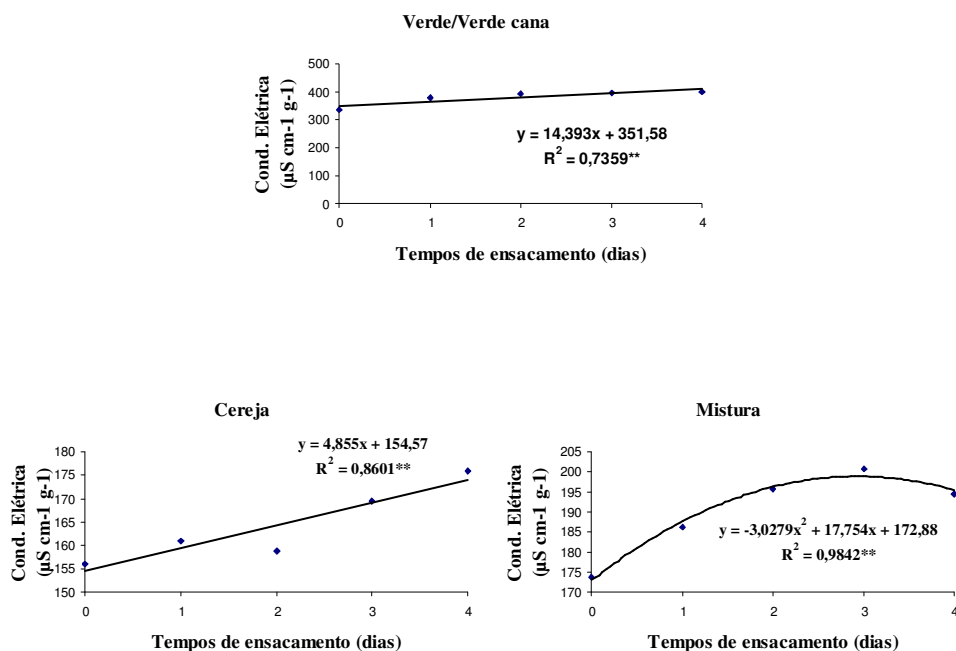 Verde/Verde cana
Cond. Elétrica
(µS cm-1 g-1)
500
400
300
200
100
0
y = 14,393x + 351,58
R² = 0,7359**
0 1 2 3 4
Tempos de ensacamento (dias)
Cereja
Cond. Elétrica
(µS cm-1 g-1)
180
175
170
165
160
155
150
y = 4,855x + 154,57
R² = 0,8601**
0 1 2 3 4
Tempos de ensacamento (dias)
Mistura
Cond. Elétrica
(µS cm-1 g-1)
205
200
195
190
185
180
175
170
y = -3,0279x² + 17,754x + 172,88
R² = 0,9842**
0 1 2 3 4
Tempos de ensacamento (dias)